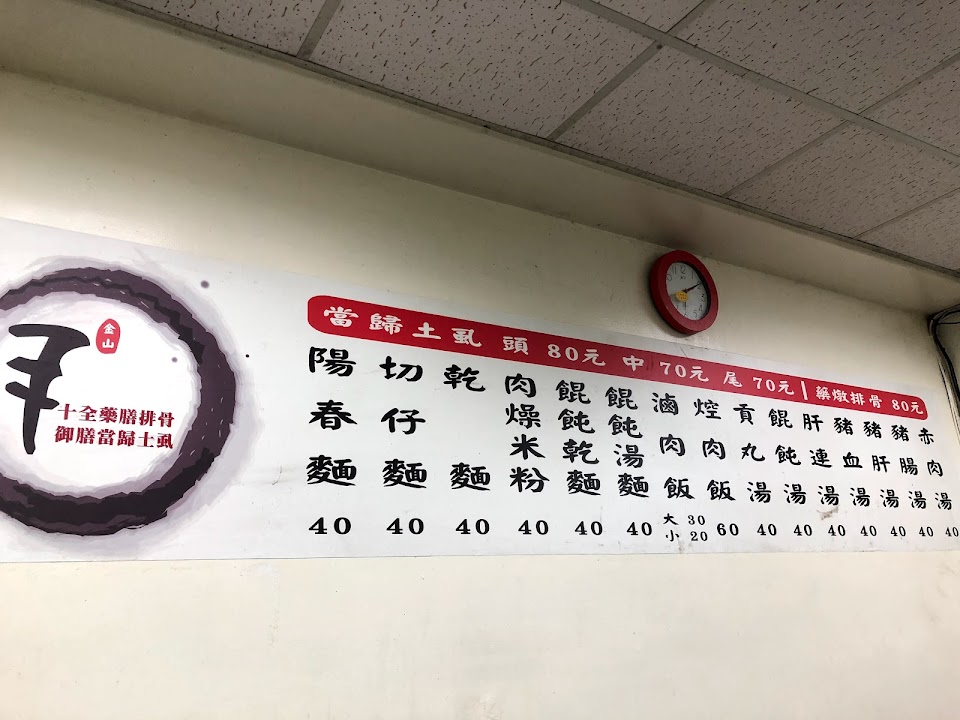 金山
十全藥膳排骨
御膳當歸土虱
當歸土虱 頭 80元 中 70元 尾 70元 | 藥燉排骨 80元
陽春麵 40
切仔麵 40
乾麵 40
肉燥米粉 40
餛飩乾麵 40
餛飩湯麵 40
滷肉飯 大 30 小 20
焢肉飯 60
貢丸湯 40
餛飩湯 40
肝連湯 40
豬血湯 40
豬肝湯 40
豬腸湯 40
赤肉湯 40